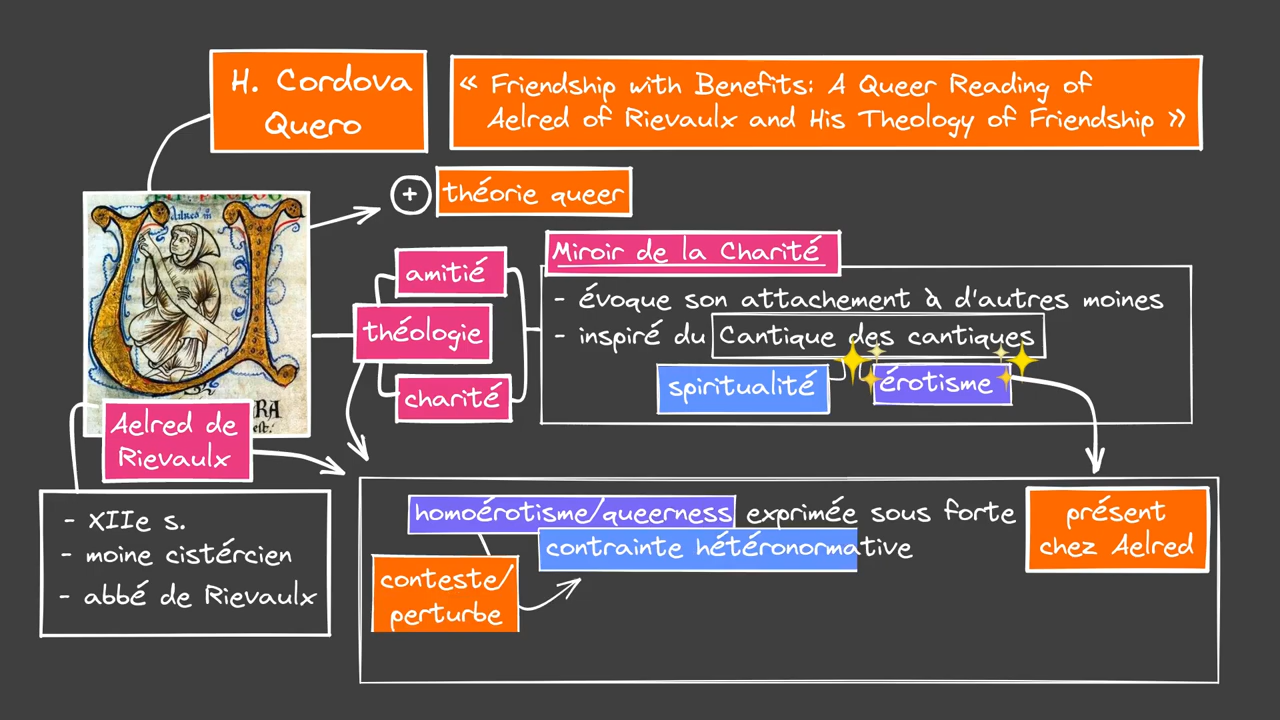 H. Cordova
Quero
« Friendship with Benefits: A Queer Reading of
Aelred of Rievaulx and His Theology of Friendship »
+ théorie queer
Miroir de la Charité
amitié
théologie
charité
- évoque son attachement à d'autres moines
- inspiré du Cantique des cantiques
spiritualité
érotisme
Aelred de
Rievaulx
- XIIe s.
- moine cistércien
- abbé de Rievaulx
homoérotisme/queerness exprimée sous forte
contrainte hétéronormative
présent
chez Aelred
conteste/
perturbe